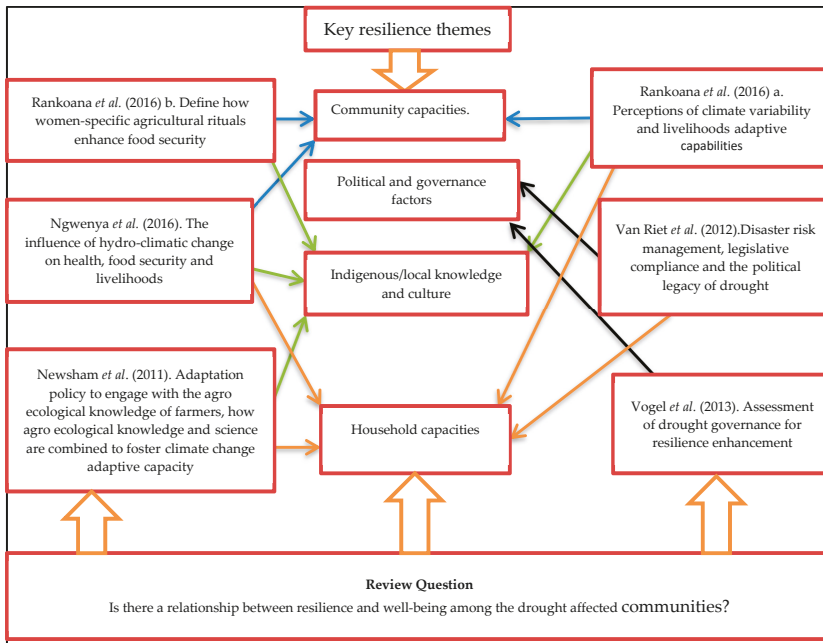 Key resilience themes
Rankoana et al. (2016) b. Define how
women-specific agricultural rituals
enhance food security
Community capacities.
Rankoana et al. (2016) a.
Perceptions of climate variability
and livelihoods adaptive
capabilities
Political and governance
factors
Ngwenya et al. (2016). The
influence of hydro-climatic change
on health, food security and
livelihoods
Van Riet et al. (2012).Disaster risk
management, legislative
compliance and the political
legacy of drought
Indigenous/local knowledge
and culture
Newsham et al. (2011). Adaptation
policy to engage with the agro
ecological knowledge of farmers, how
agro ecological knowledge and science
are combined to foster climate change
adaptive capacity
Household capacities
Vogel et al. (2013). Assessment
of drought governance for
resilience enhancement
Review Question
Is there a relationship between resilience and well-being among the drought affected communities?